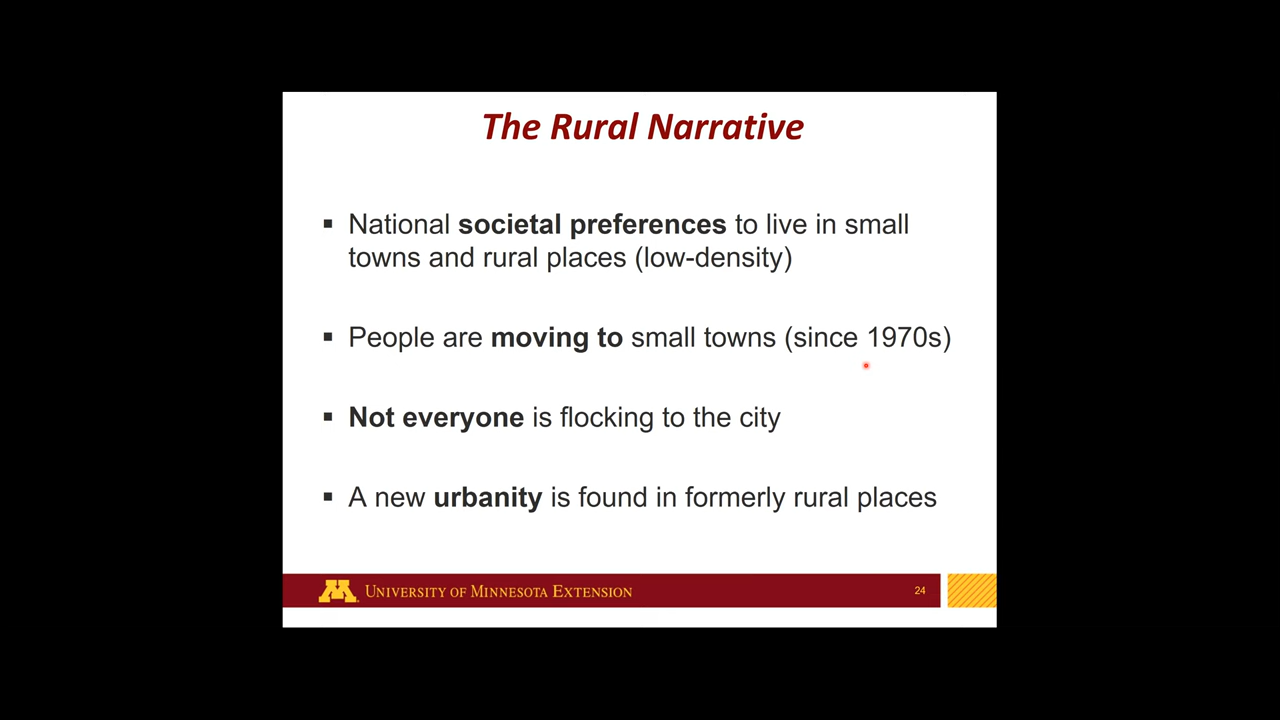 The Rural Narrative
▪ National societal preferences to live in small
towns and rural places (low-density)
▪ People are moving to small towns (since 1970s)
▪ Not everyone is flocking to the city
▪ A new urbanity is found in formerly rural places
M UNIVERSITY OF MINNESOTA EXTENSION
24